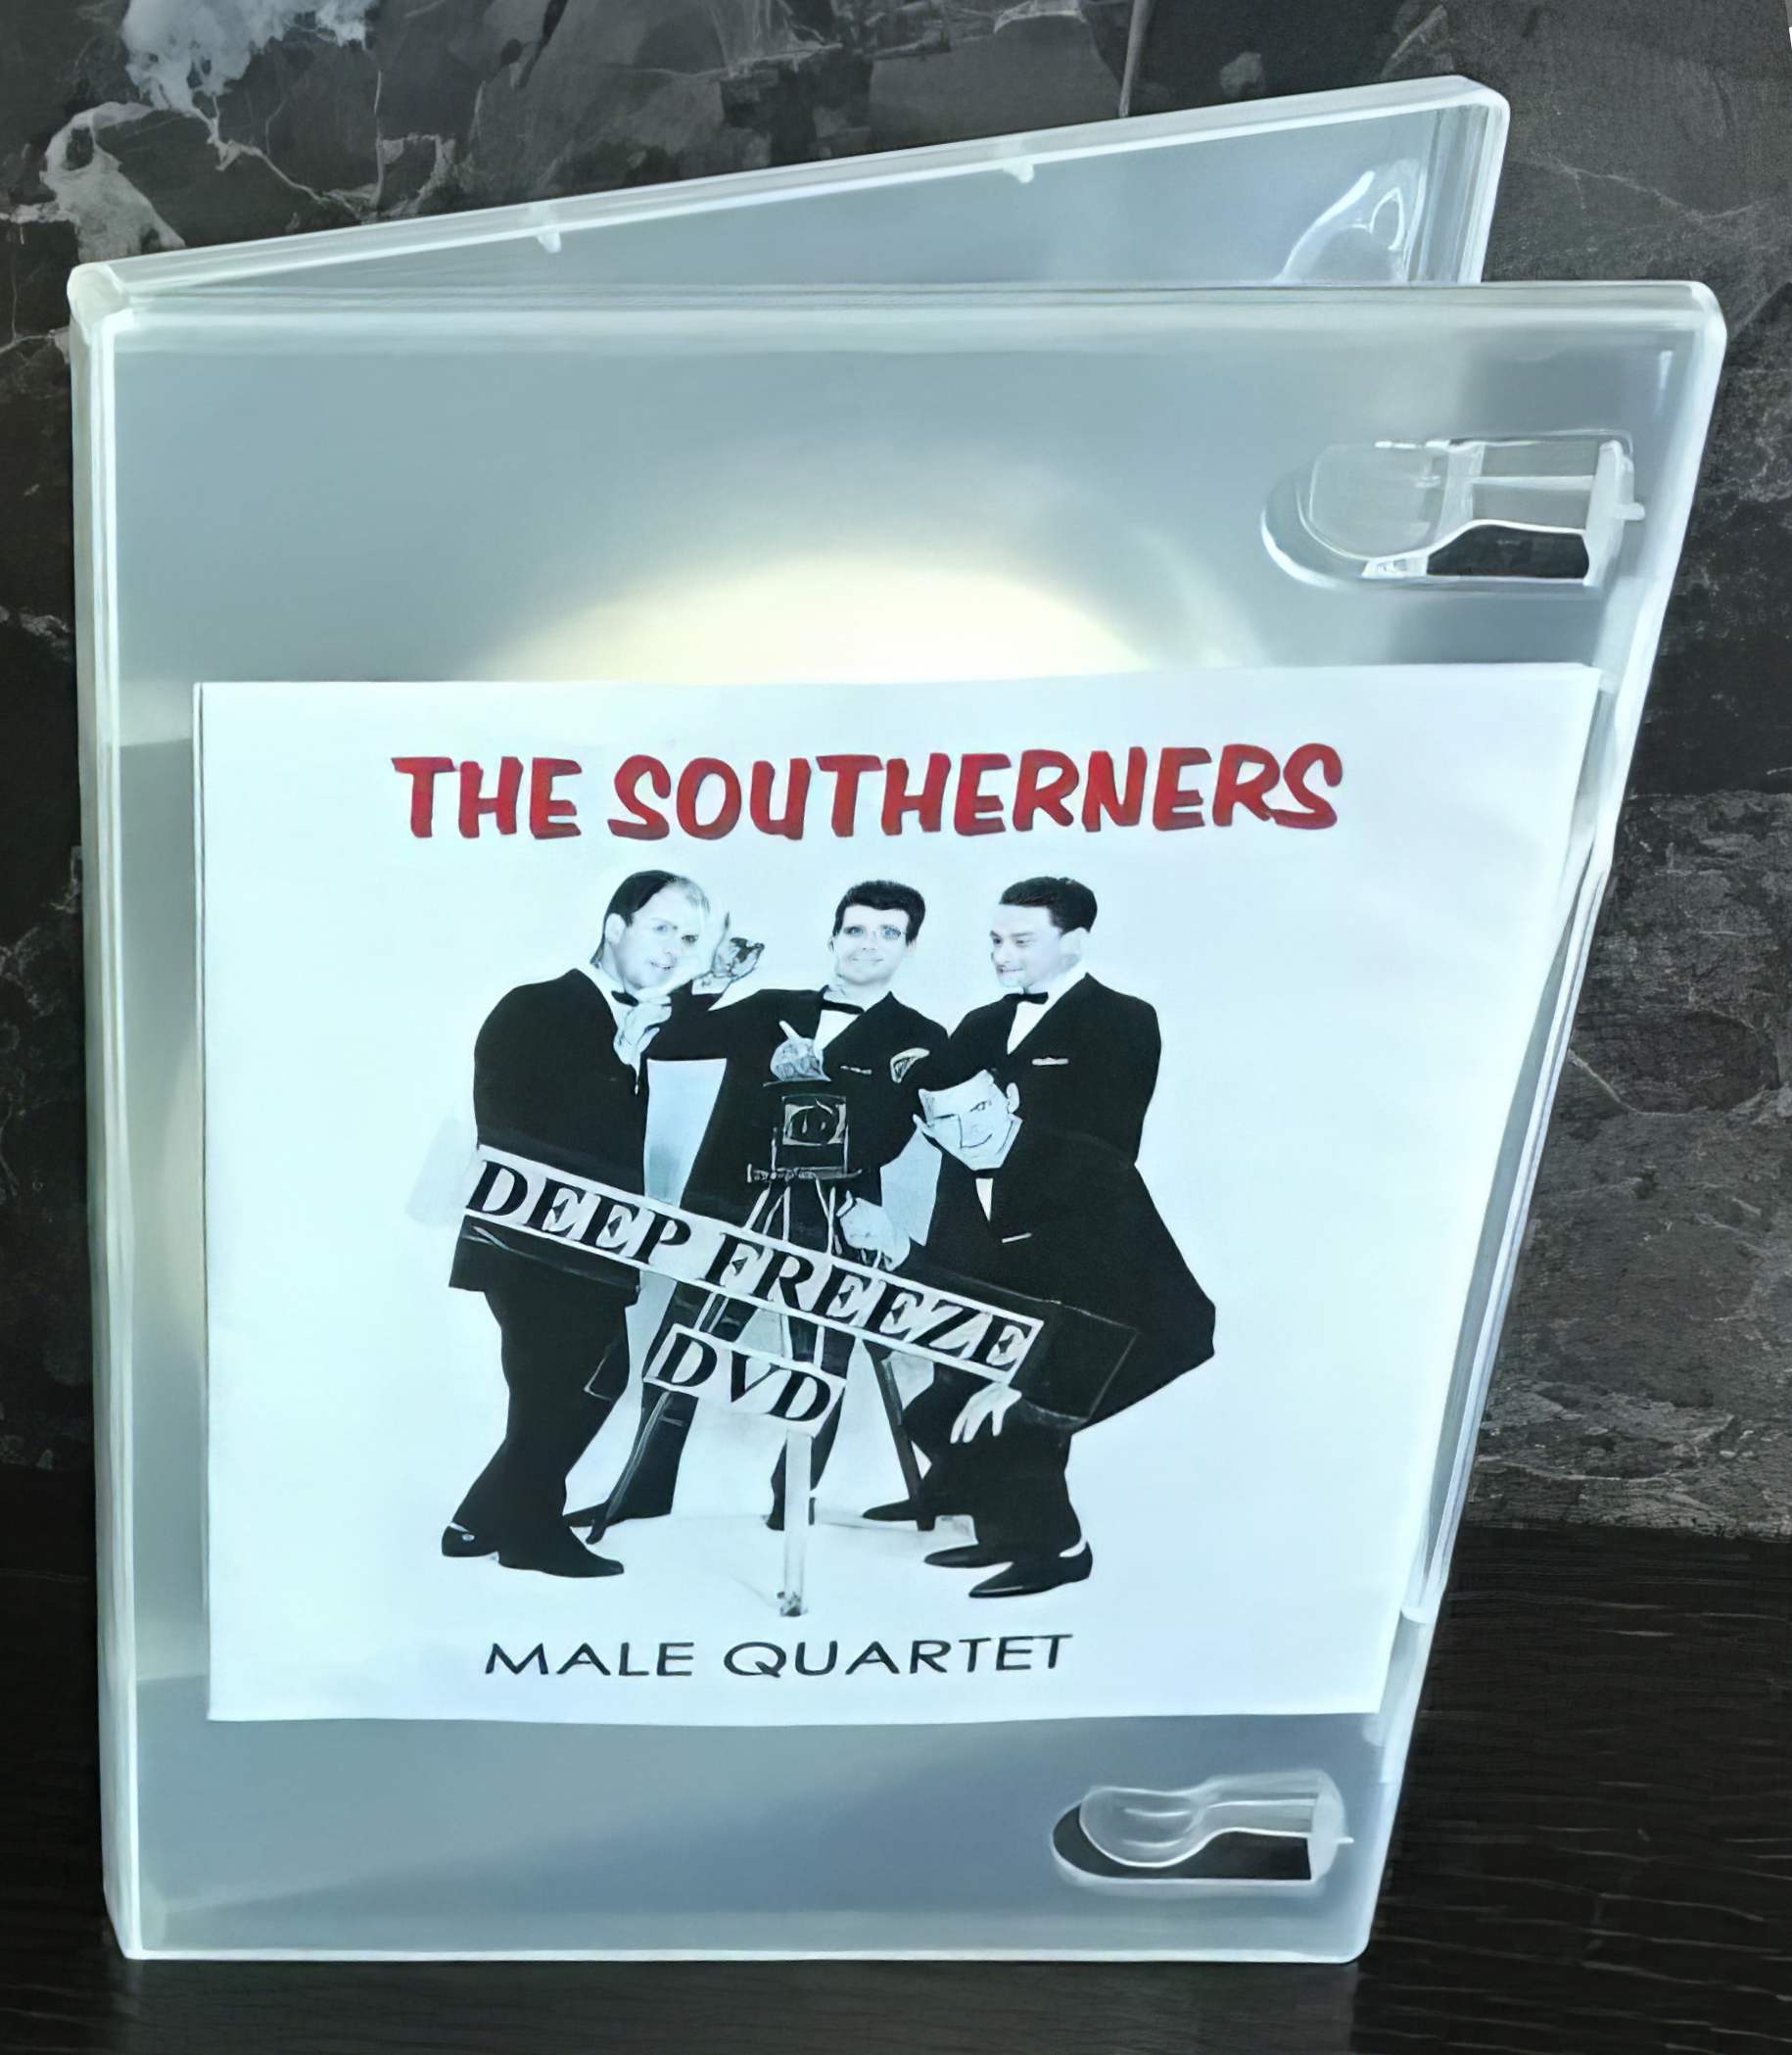 THE SOUTHERNERS
DEEP FREEZE
DVD
MALE QUARTET